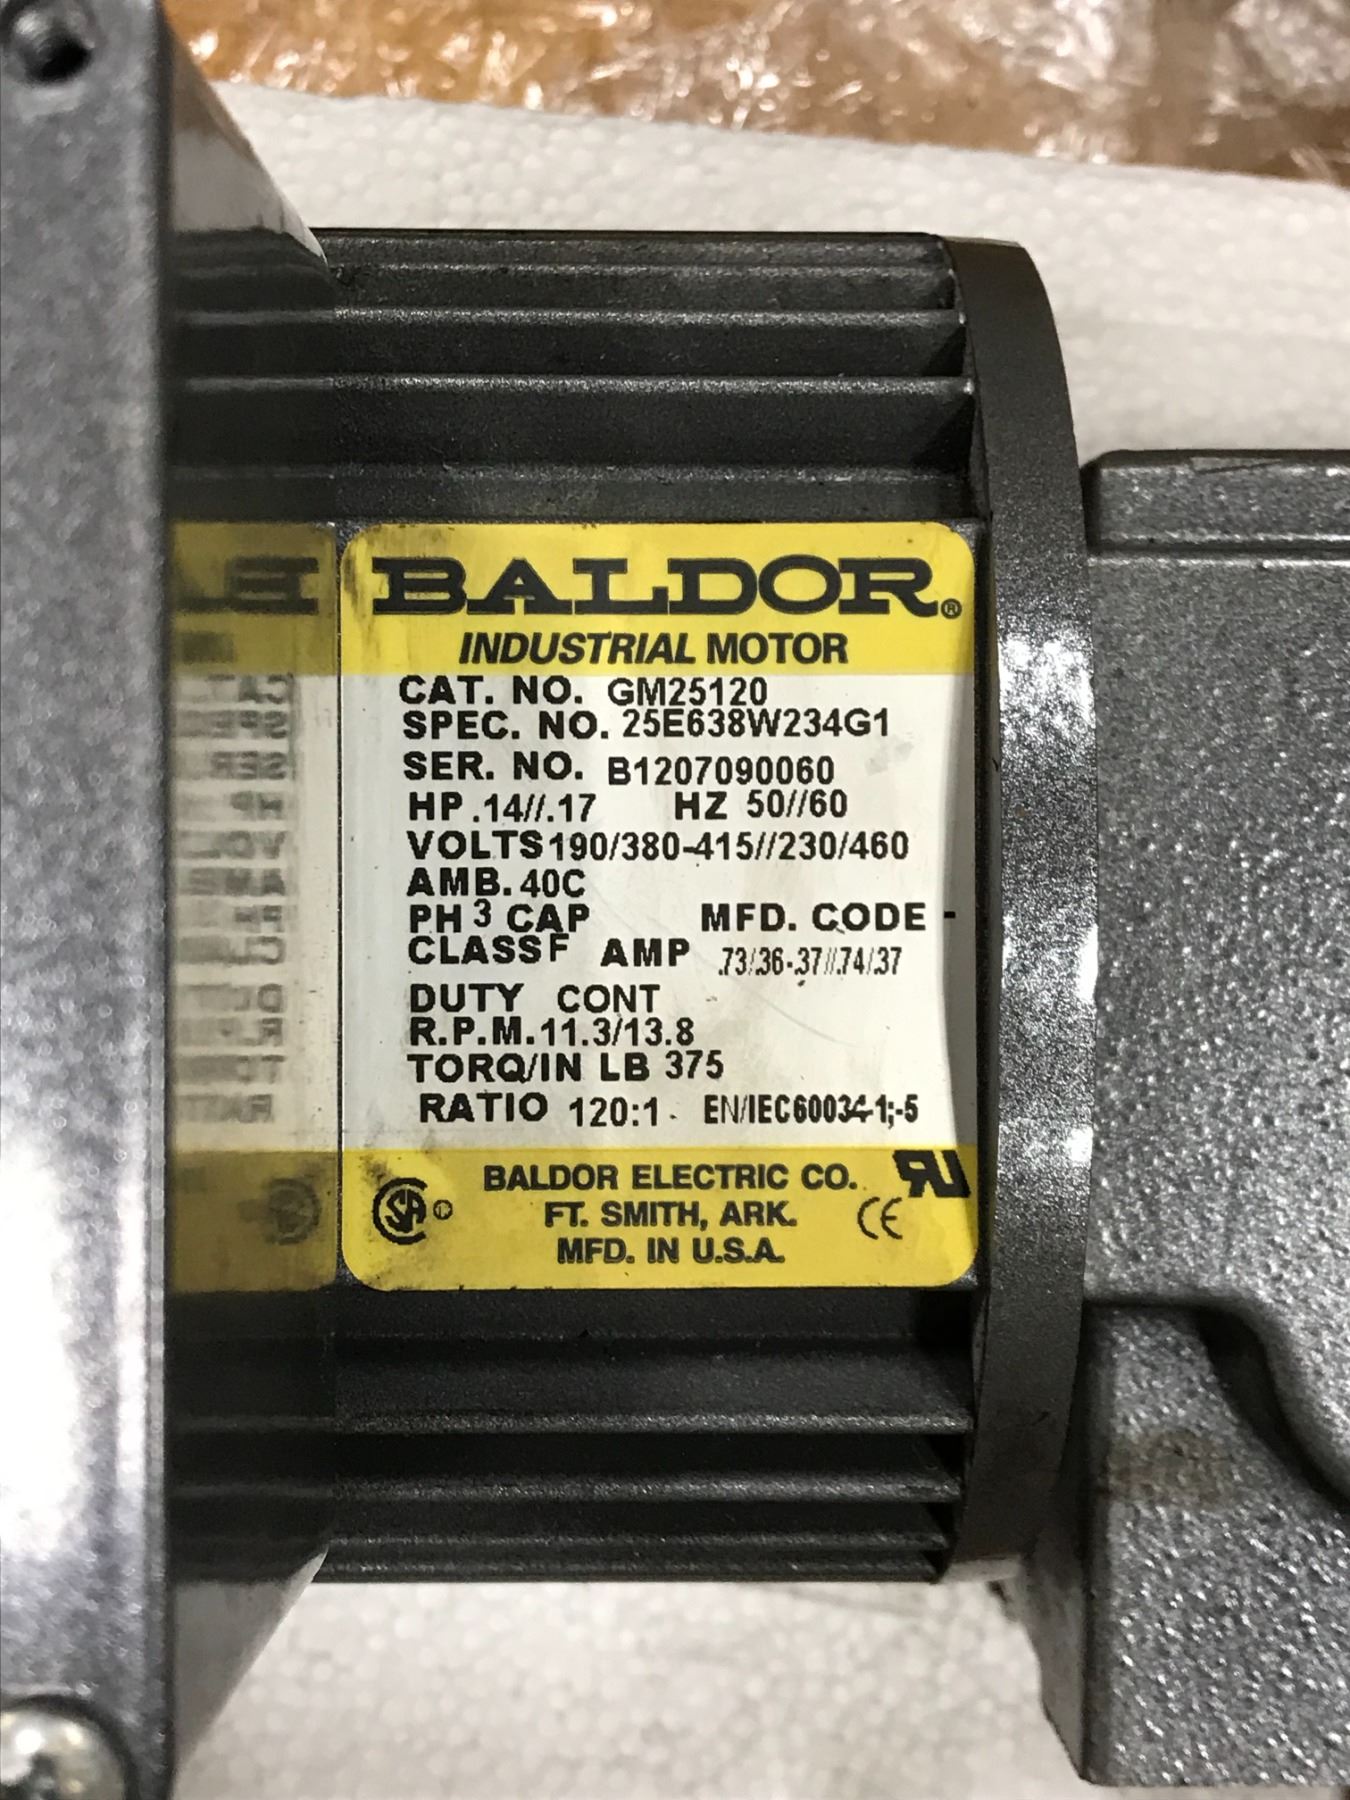 BALDOR®
INDUSTRIAL MOTOR
CAT. NO. GM25120
SPEC. NO. 25E638W234G1
SER. NO. B1207090060
HP .14//.17 HZ 50//60
VOLTS 190/380-415//230/460
AMB. 40C
PH 3 CAP MFD. CODE -
CLASS F AMP .73/.36-.37//.74/.37
DUTY CONT
R.P.M. 11.3/13.8
TORQ/IN LB 375
RATIO 120:1 EN/IEC60034-1;-5
BALDOR ELECTRIC CO.
FT. SMITH, ARK.
MFD. IN U.S.A.
SA
CE
RU